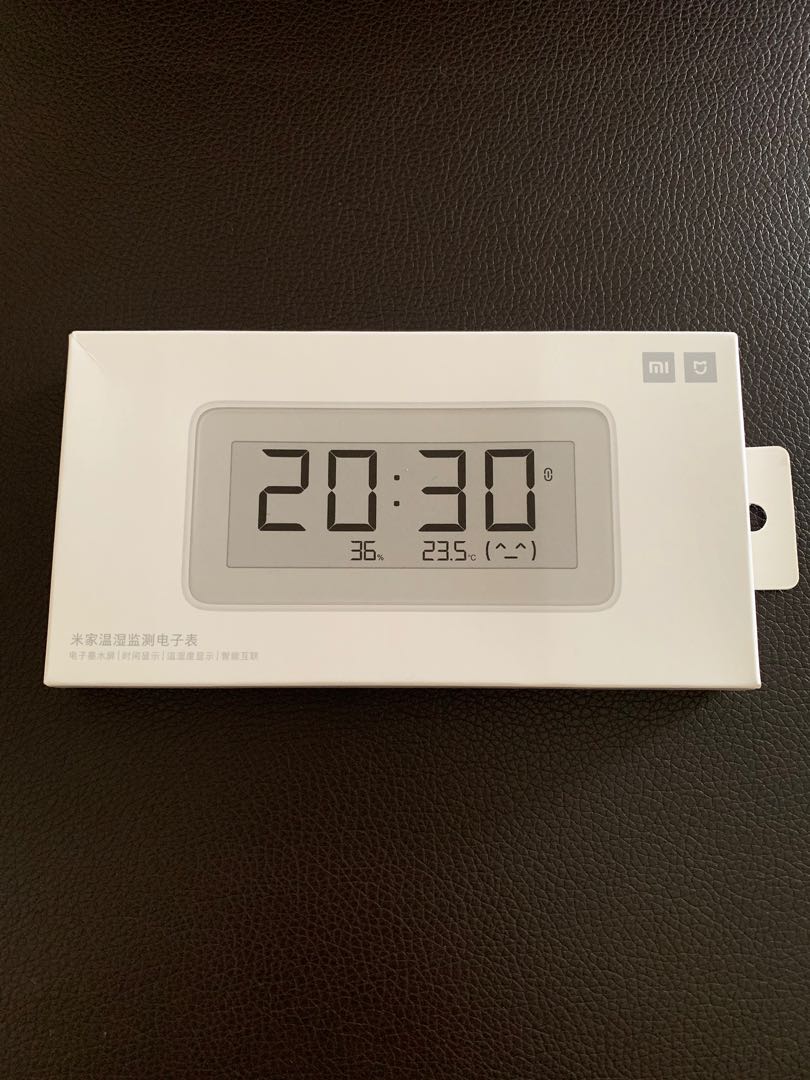 mi
20:30
36% 23.5°C (^_^)
米家温湿监测电子表
电子墨水屏|时间显示|温湿度显示|智能互联